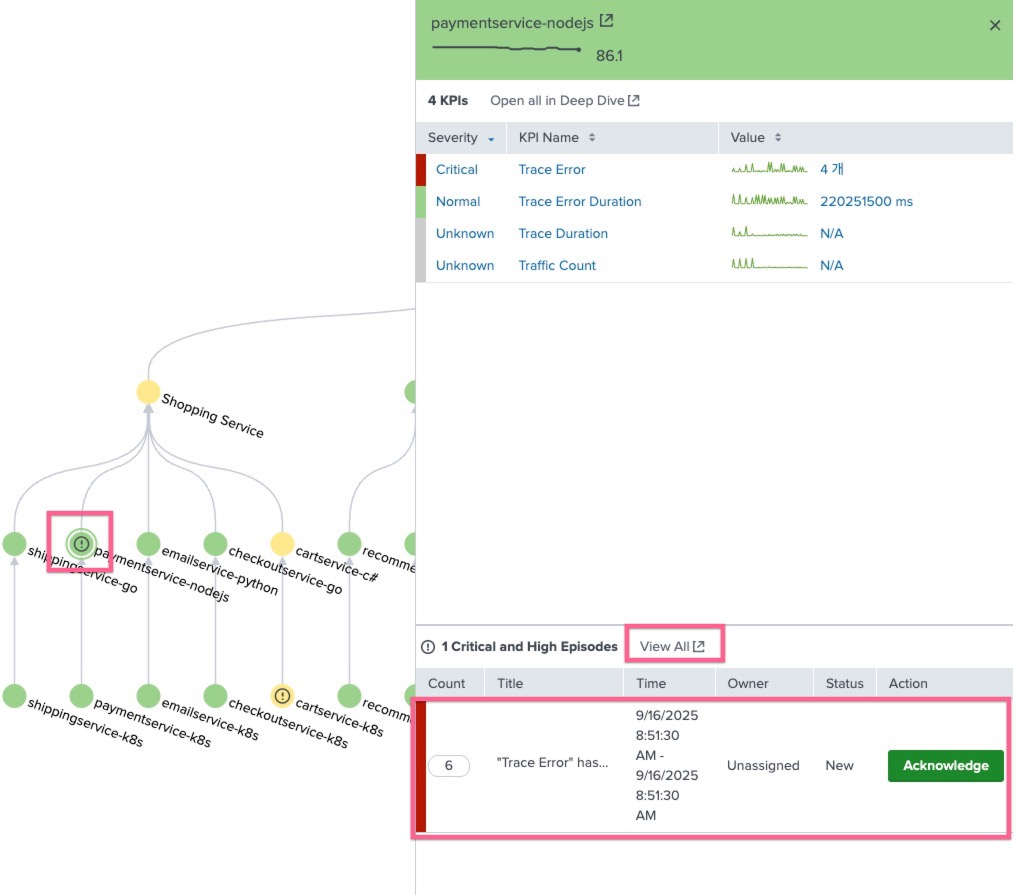 paymentservice-nodejs
86.1
4 KPIs Open all in Deep Dive
Severity KPI Name Value
Critical Trace Error 4 개
Normal Trace Error Duration 220251500 ms
Unknown Trace Duration N/A
Unknown Traffic Count N/A
Shopping Service
shippingservice-go
paymentservice-nodejs
emailservice-python
checkoutservice-go
cartservice-c#
recomme
shippingservice-k8s
paymentservice-k8s
emailservice-k8s
checkoutservice-k8s
cartservice-k8s
recomm
1 Critical and High Episodes View All
Count Title Time Owner Status Action
6 "Trace Error" has... 9/16/2025
8:51:30
AM -
9/16/2025
8:51:30
AM
Unassigned New Acknowledge